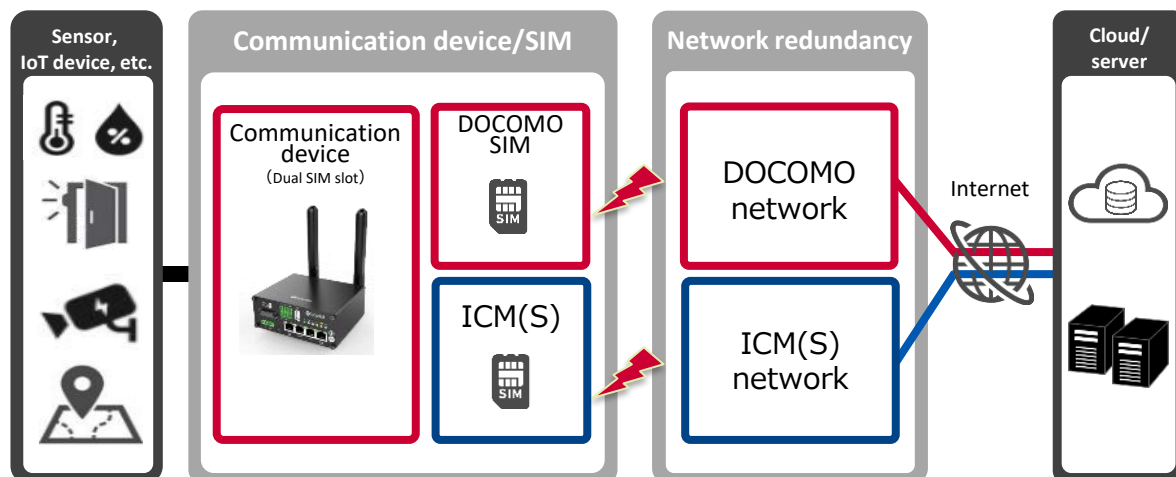 Sensor,
IoT device, etc.
Communication device/SIM
Communication
device
（Dual SIM slot）
DOCOMO
SIM
SIM
ICM(S)
SIM
Network redundancy
DOCOMO
network
ICM(S)
network
Internet
Cloud/
server
%